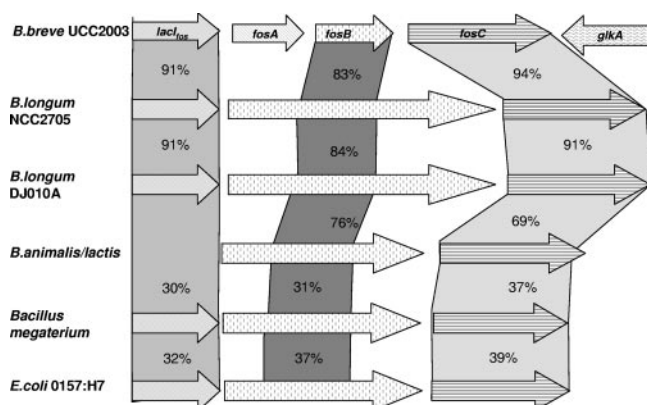 B.breve UCC2003 lacIfos fosA fosB fosC glkA
91% 83% 94%
B.longum
NCC2705
91% 84% 91%
B.longum
DJ010A
76% 69%
B.animalis/lactis
30% 31% 37%
Bacillus
megaterium
32% 37% 39%
E.coli 0157:H7